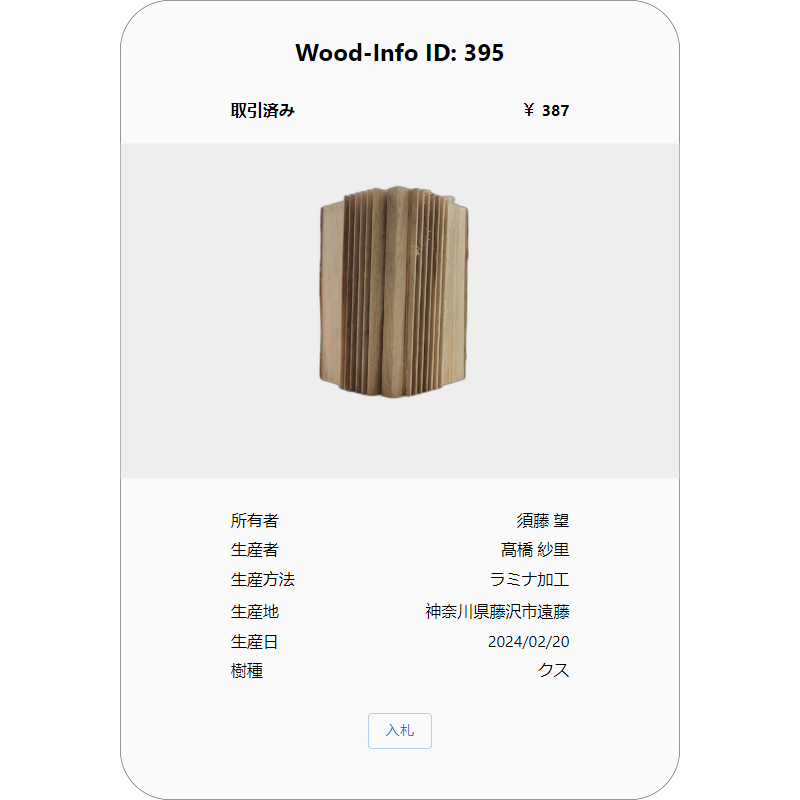 Wood-Info ID: 395
取引済み ￥ 387
所有者 須藤 望
生産者 髙橋 紗里
生産方法 ラミナ加工
生産地 神奈川県藤沢市遠藤
生産日 2024/02/20
樹種 クス
入札